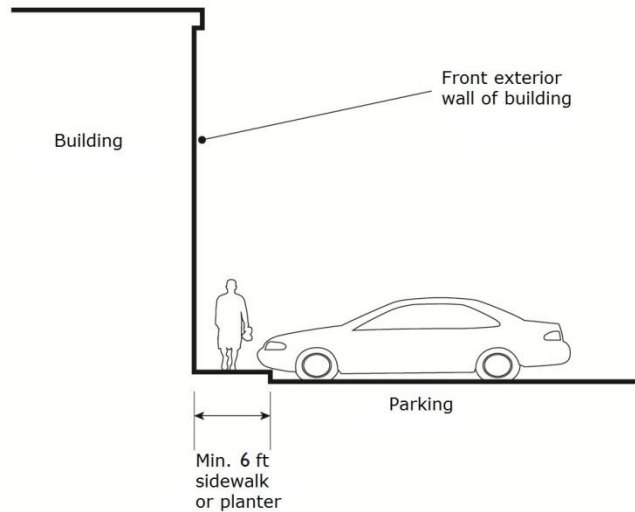 Front exterior
wall of building
Building
Parking
Min. 6 ft
sidewalk
or planter